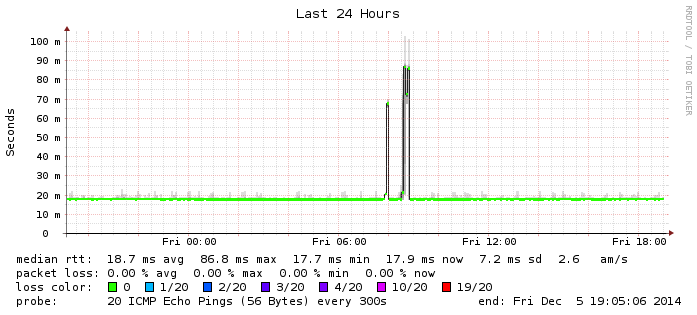 Last 24 Hours
RRDTOOL / TOBI OETIKER
Seconds
100 m
90 m
80 m
70 m
60 m
50 m
40 m
30 m
20 m
10 m
0
Fri 00:00 Fri 06:00 Fri 12:00 Fri 18:00
median rtt: 18.7 ms avg 86.8 ms max 17.7 ms min 17.9 ms now 7.2 ms sd 2.6 am/s
packet loss: 0.00 % avg 0.00 % max 0.00 % min 0.00 % now
loss color: 0 1/20 2/20 3/20 4/20 10/20 19/20
probe: 20 ICMP Echo Pings (56 Bytes) every 300s end: Fri Dec 5 19:05:06 2014